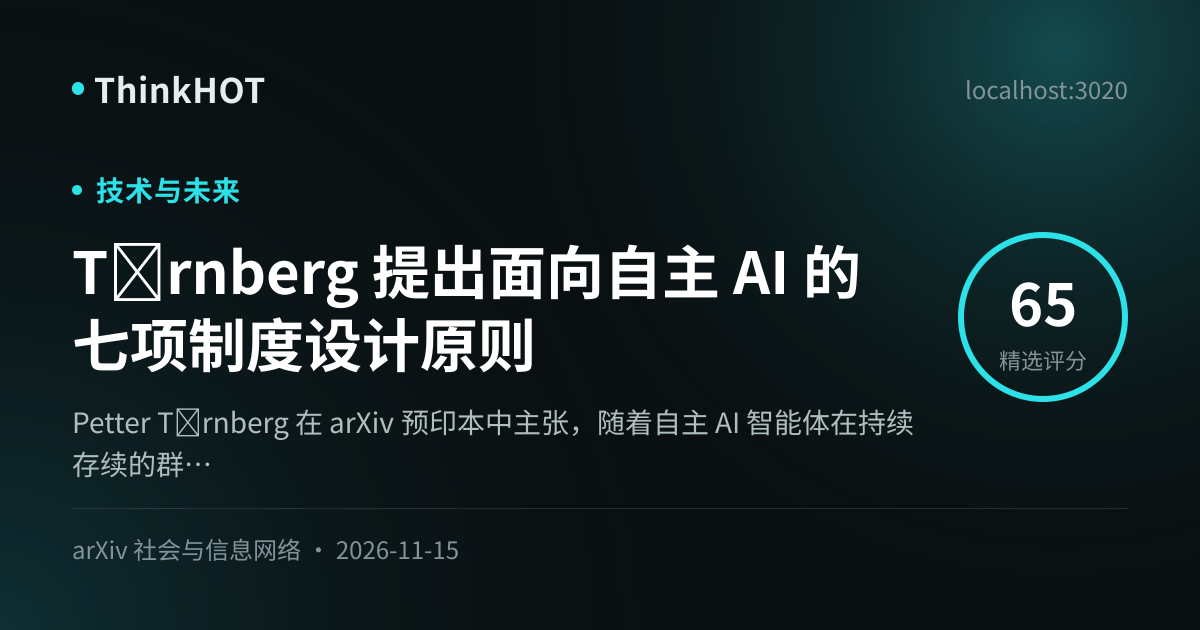 ThinkHOT
localhost:3020
技术与未来
T☒rnberg 提出面向自主 AI 的
七项制度设计原则
65
精选评分
Petter T☒rnberg 在 arXiv 预印本中主张，随着自主 AI 智能体在持续
存续的群…
arXiv 社会与信息网络 · 2026-11-15